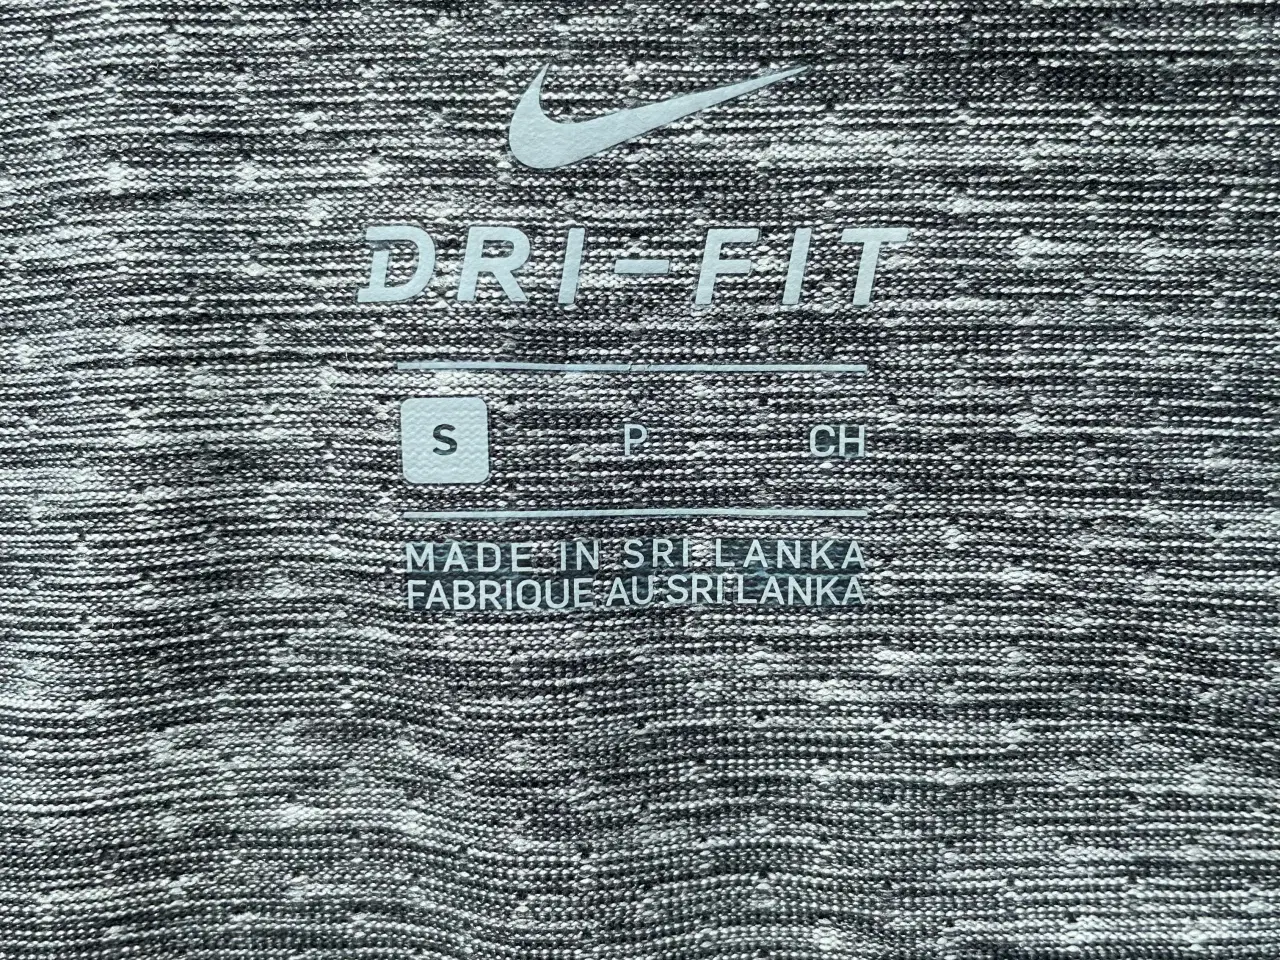 DRI-FIT
S P CH
MADE IN SRI LANKA
FABRIQUE AU SRI LANKA